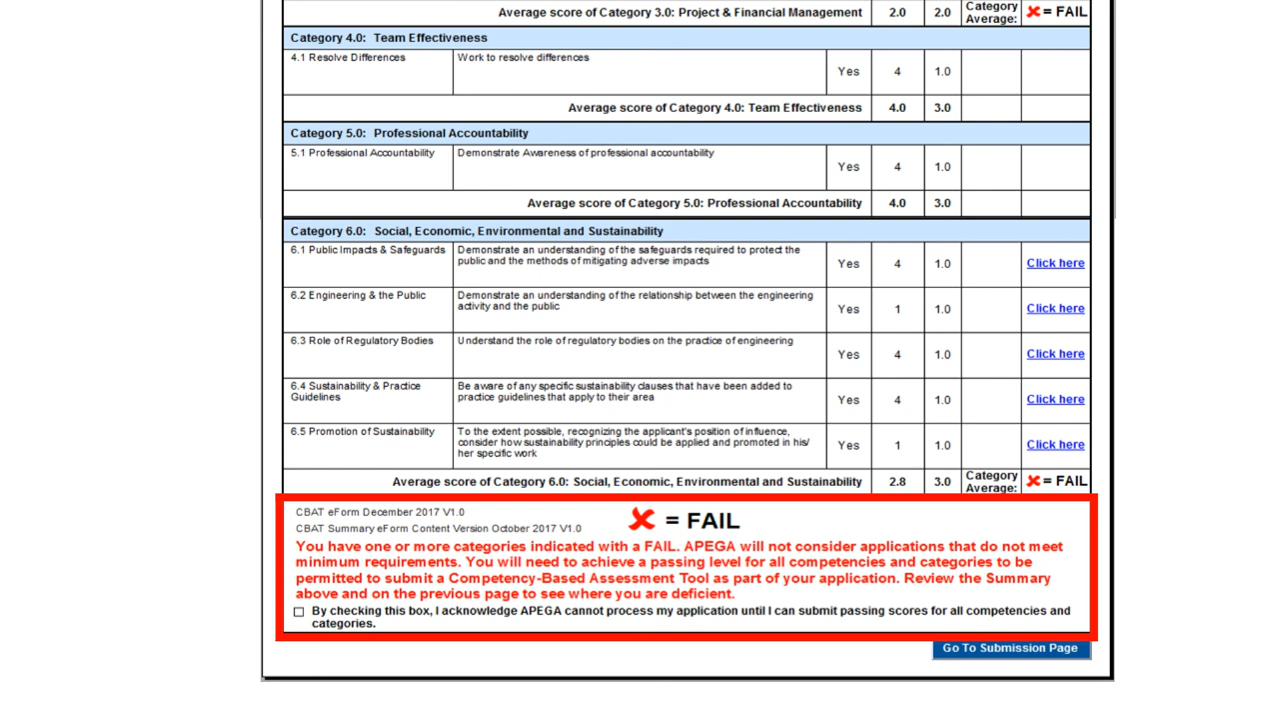 Average score of Category 3.0: Project & Financial Management 2.0 2.0 Category Average: ✘ = FAIL
Category 4.0: Team Effectiveness
4.1 Resolve Differences Work to resolve differences Yes 4 1.0
Average score of Category 4.0: Team Effectiveness 4.0 3.0
Category 5.0: Professional Accountability
5.1 Professional Accountability Demonstrate Awareness of professional accountability Yes 4 1.0
Average score of Category 5.0: Professional Accountability 4.0 3.0
Category 6.0: Social, Economic, Environmental and Sustainability
6.1 Public Impacts & Safeguards Demonstrate an understanding of the safeguards required to protect the
public and the methods of mitigating adverse impacts Yes 4 1.0 Click here
6.2 Engineering & the Public Demonstrate an understanding of the relationship between the engineering
activity and the public Yes 1 1.0 Click here
6.3 Role of Regulatory Bodies Understand the role of regulatory bodies on the practice of engineering Yes 4 1.0 Click here
6.4 Sustainability & Practice Be aware of any specific sustainability clauses that have been added to
Guidelines practice guidelines that apply to their area Yes 4 1.0 Click here
6.5 Promotion of Sustainability To the extent possible, recognizing the applicant's position of influence,
consider how sustainability principles could be applied and promoted in his/ Yes 1 1.0 Click here
her specific work
Average score of Category 6.0: Social, Economic, Environmental and Sustainability 2.8 3.0 Category Average: ✘ = FAIL
CBAT eForm December 2017 V1.0
CBAT Summary eForm Content Version October 2017 V1.0 ✘ = FAIL
You have one or more categories indicated with a FAIL. APEGA will not consider applications that do not meet
minimum requirements. You will need to achieve a passing level for all competencies and categories to be
permitted to submit a Competency-Based Assessment Tool as part of your application. Review the Summary
above and on the previous page to see where you are deficient.
By checking this box, I acknowledge APEGA cannot process my application until I can submit passing scores for all competencies and
categories.
Go To Submission Page